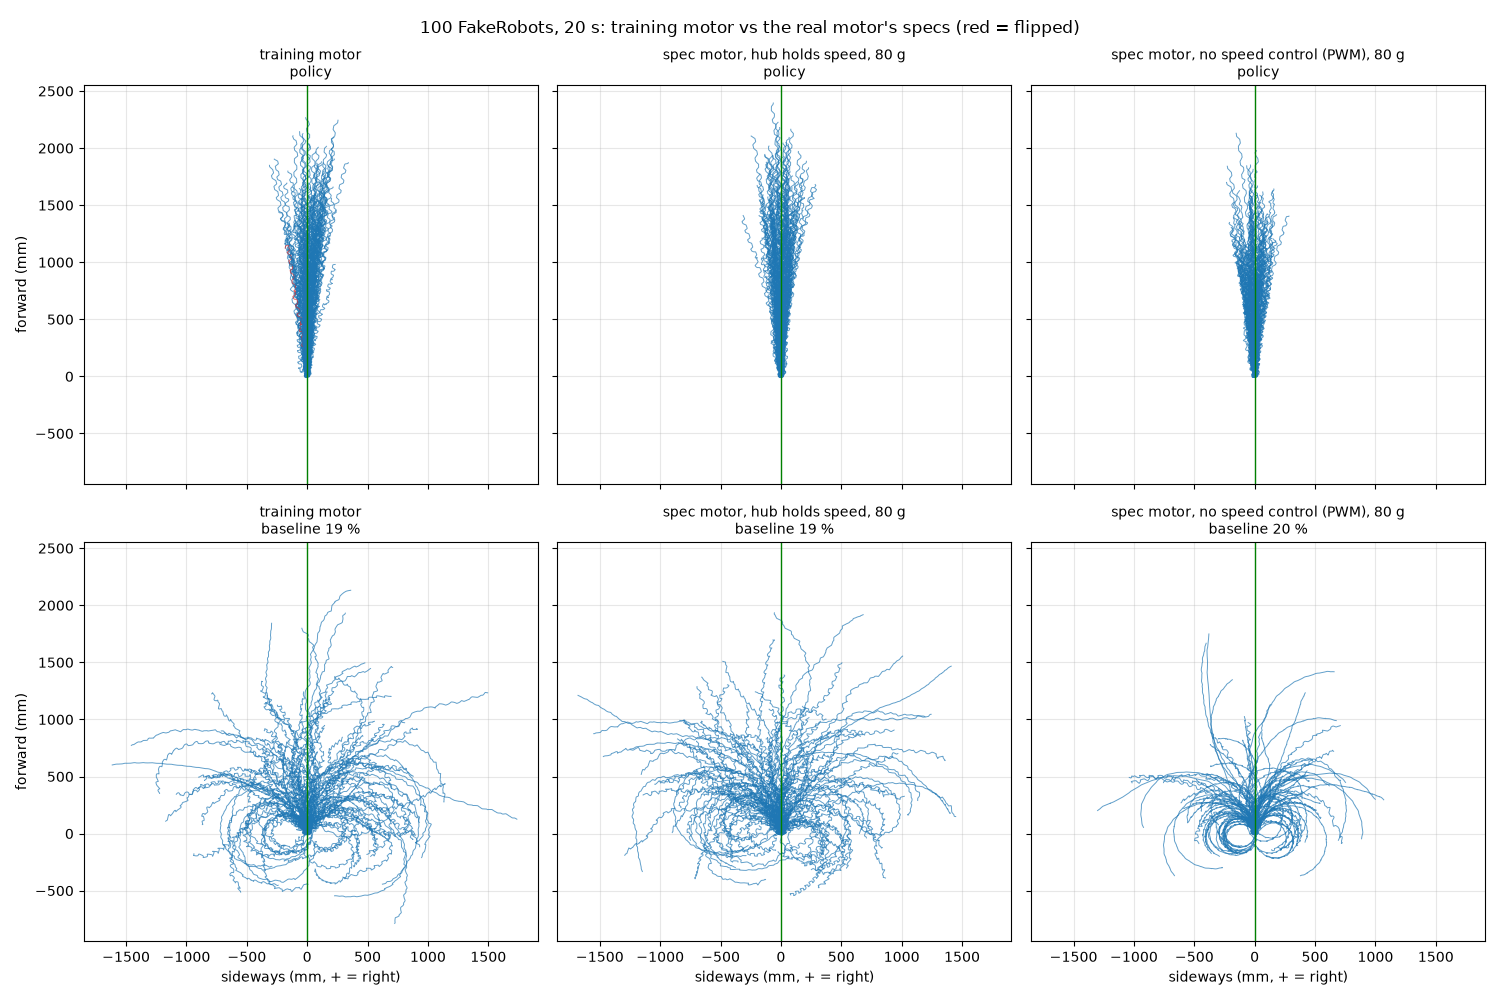 100 FakeRobots, 20 s: training motor vs the real motor's specs (red = flipped)
training motor
policy
spec motor, hub holds speed, 80 g
policy
spec motor, no speed control (PWM), 80 g
policy
2500
2000
1500
1000
500
0
−500
forward (mm)
training motor
baseline 19 %
spec motor, hub holds speed, 80 g
baseline 19 %
spec motor, no speed control (PWM), 80 g
baseline 20 %
2500
2000
1500
1000
500
0
−500
forward (mm)
−1500 −1000 −500 0 500 1000 1500
sideways (mm, + = right)
−1500 −1000 −500 0 500 1000 1500
sideways (mm, + = right)
−1500 −1000 −500 0 500 1000 1500
sideways (mm, + = right)